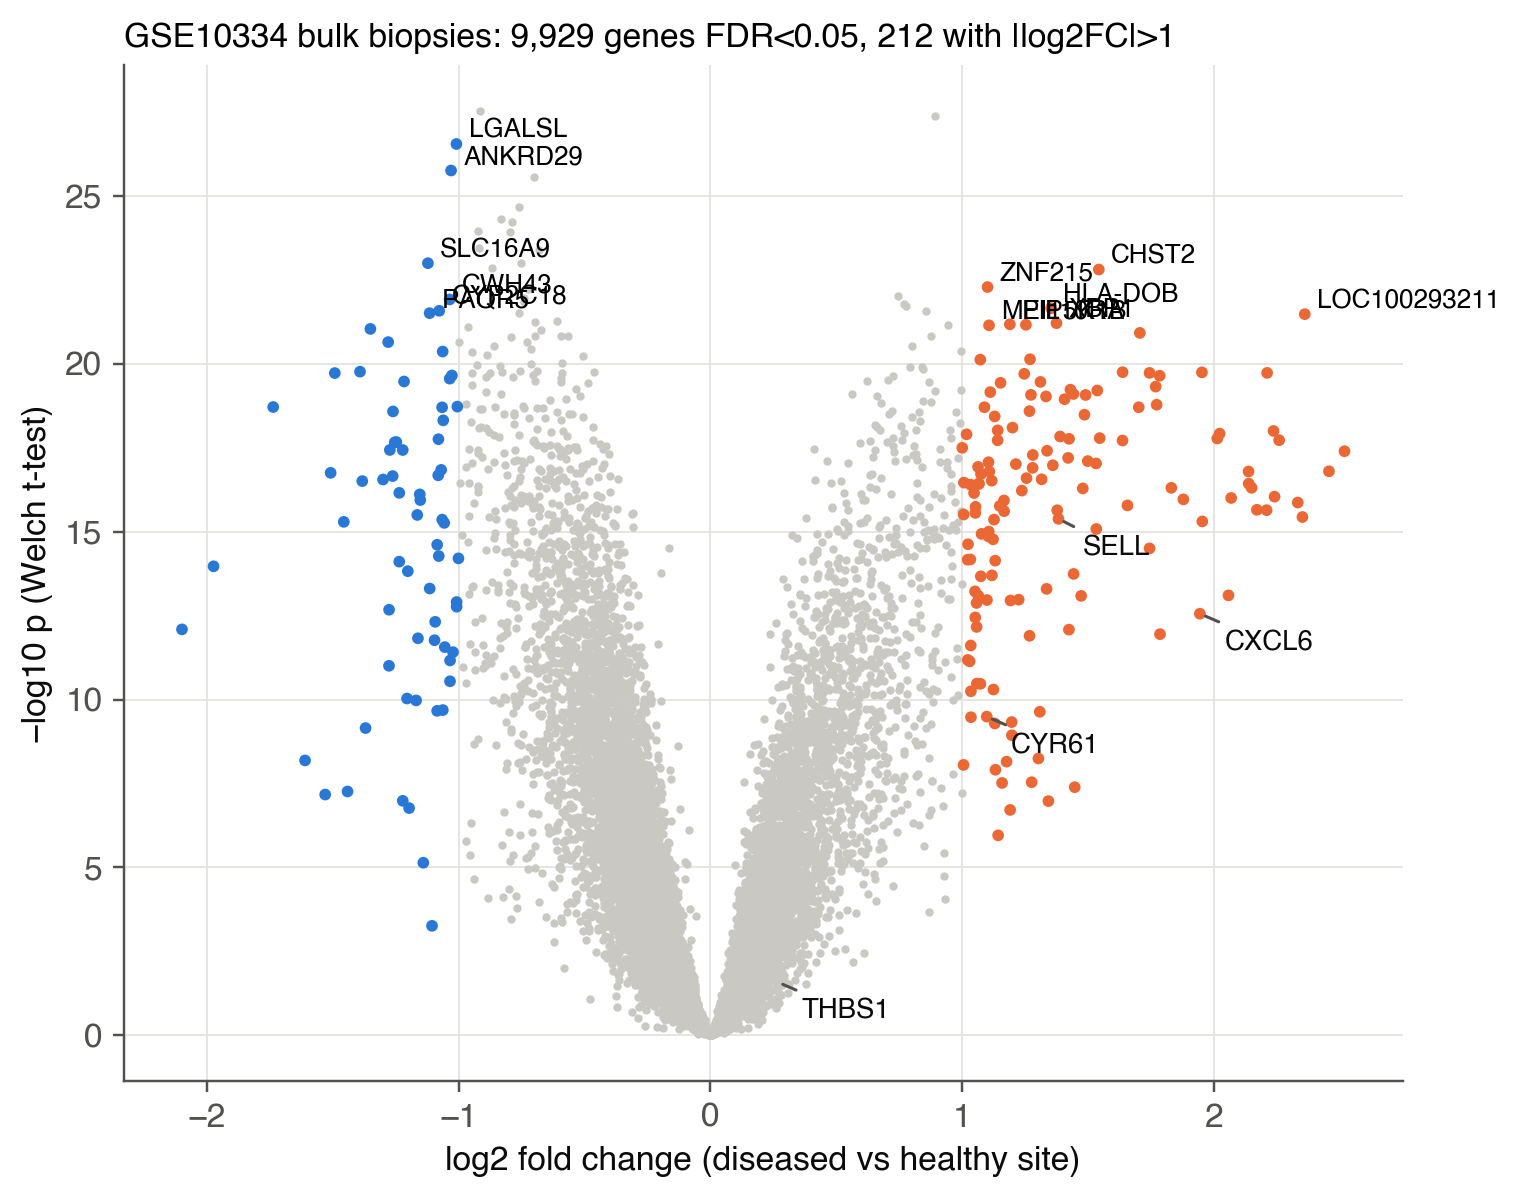 GSE10334 bulk biopsies: 9,929 genes FDR<0.05, 212 with |log2FC|>1
LGALSL
ANKRD29
SLC16A9
CWH43
PAQR5
CHST2
ZNF215
HLA-DOB
LOC100293211
SELL
CXCL6
CYR61
THBS1
25
20
15
10
5
0
−2
−1
0
1
2
−log10 p (Welch t-test)
log2 fold change (diseased vs healthy site)